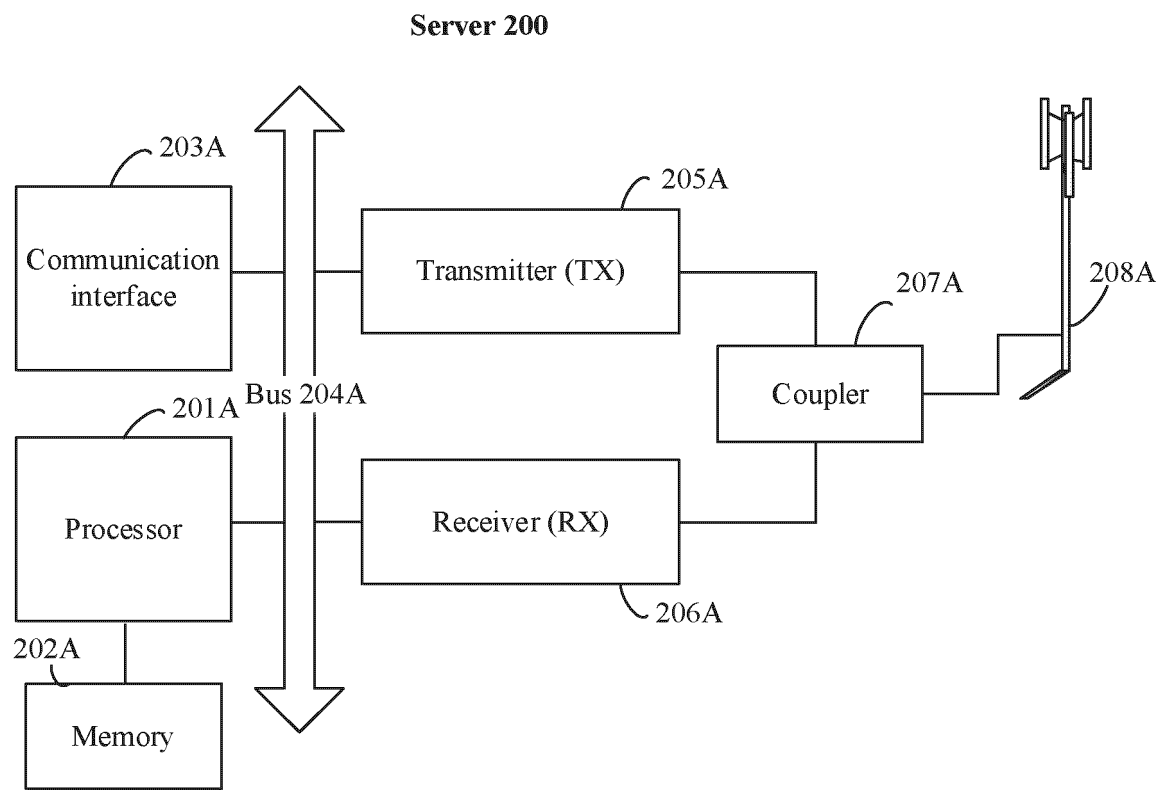 Server 200
203A
Communication
interface
205A
Transmitter (TX)
207A
208A
Bus 204A
Coupler
201A
Processor
Receiver (RX)
206A
202A
Memory